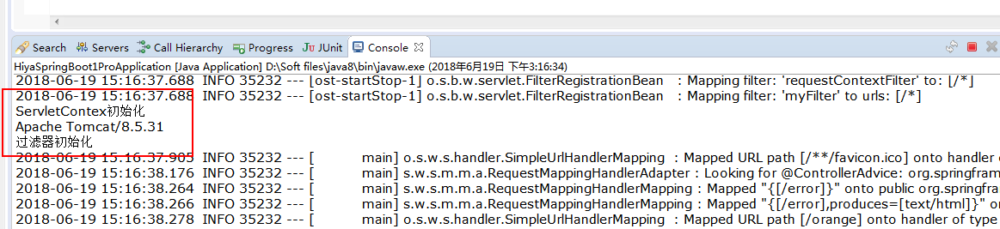 Search Servers Call Hierarchy Progress JUnit Console
HiyaSpringBoot1ProApplication [Java Application] D:\Soft files\java8\bin\javaw.exe (2018年6月19日 下午3:16:34)
2018-06-19 15:16:37.688 INFO 35232 --- [ost-startStop-1] o.s.b.w.servlet.FilterRegistrationBean : Mapping filter: 'requestContextFilter' to: [/*]
2018-06-19 15:16:37.688 INFO 35232 --- [ost-startStop-1] o.s.b.w.servlet.FilterRegistrationBean : Mapping filter: 'myFilter' to urls: [/*]
ServletContex初始化
Apache Tomcat/8.5.31
过滤器初始化
2018-06-19 15:16:37.905 INFO 35232 --- [ main] o.s.w.s.handler.SimpleUrlHandlerMapping : Mapped URL path [/**/favicon.ico] onto handler
2018-06-19 15:16:38.176 INFO 35232 --- [ main] s.w.s.m.m.a.RequestMappingHandlerAdapter : Looking for @ControllerAdvice: org.springfram
2018-06-19 15:16:38.264 INFO 35232 --- [ main] s.w.s.m.m.a.RequestMappingHandlerMapping : Mapped "{[/error]}" onto public org.springfra
2018-06-19 15:16:38.266 INFO 35232 --- [ main] s.w.s.m.m.a.RequestMappingHandlerMapping : Mapped "{[/error],produces=[text/html]}" on
2018-06-19 15:16:38.278 INFO 35232 --- [ main] o.s.w.s.handler.SimpleUrlHandlerMapping : Mapped URL path [/orange] onto handler of type